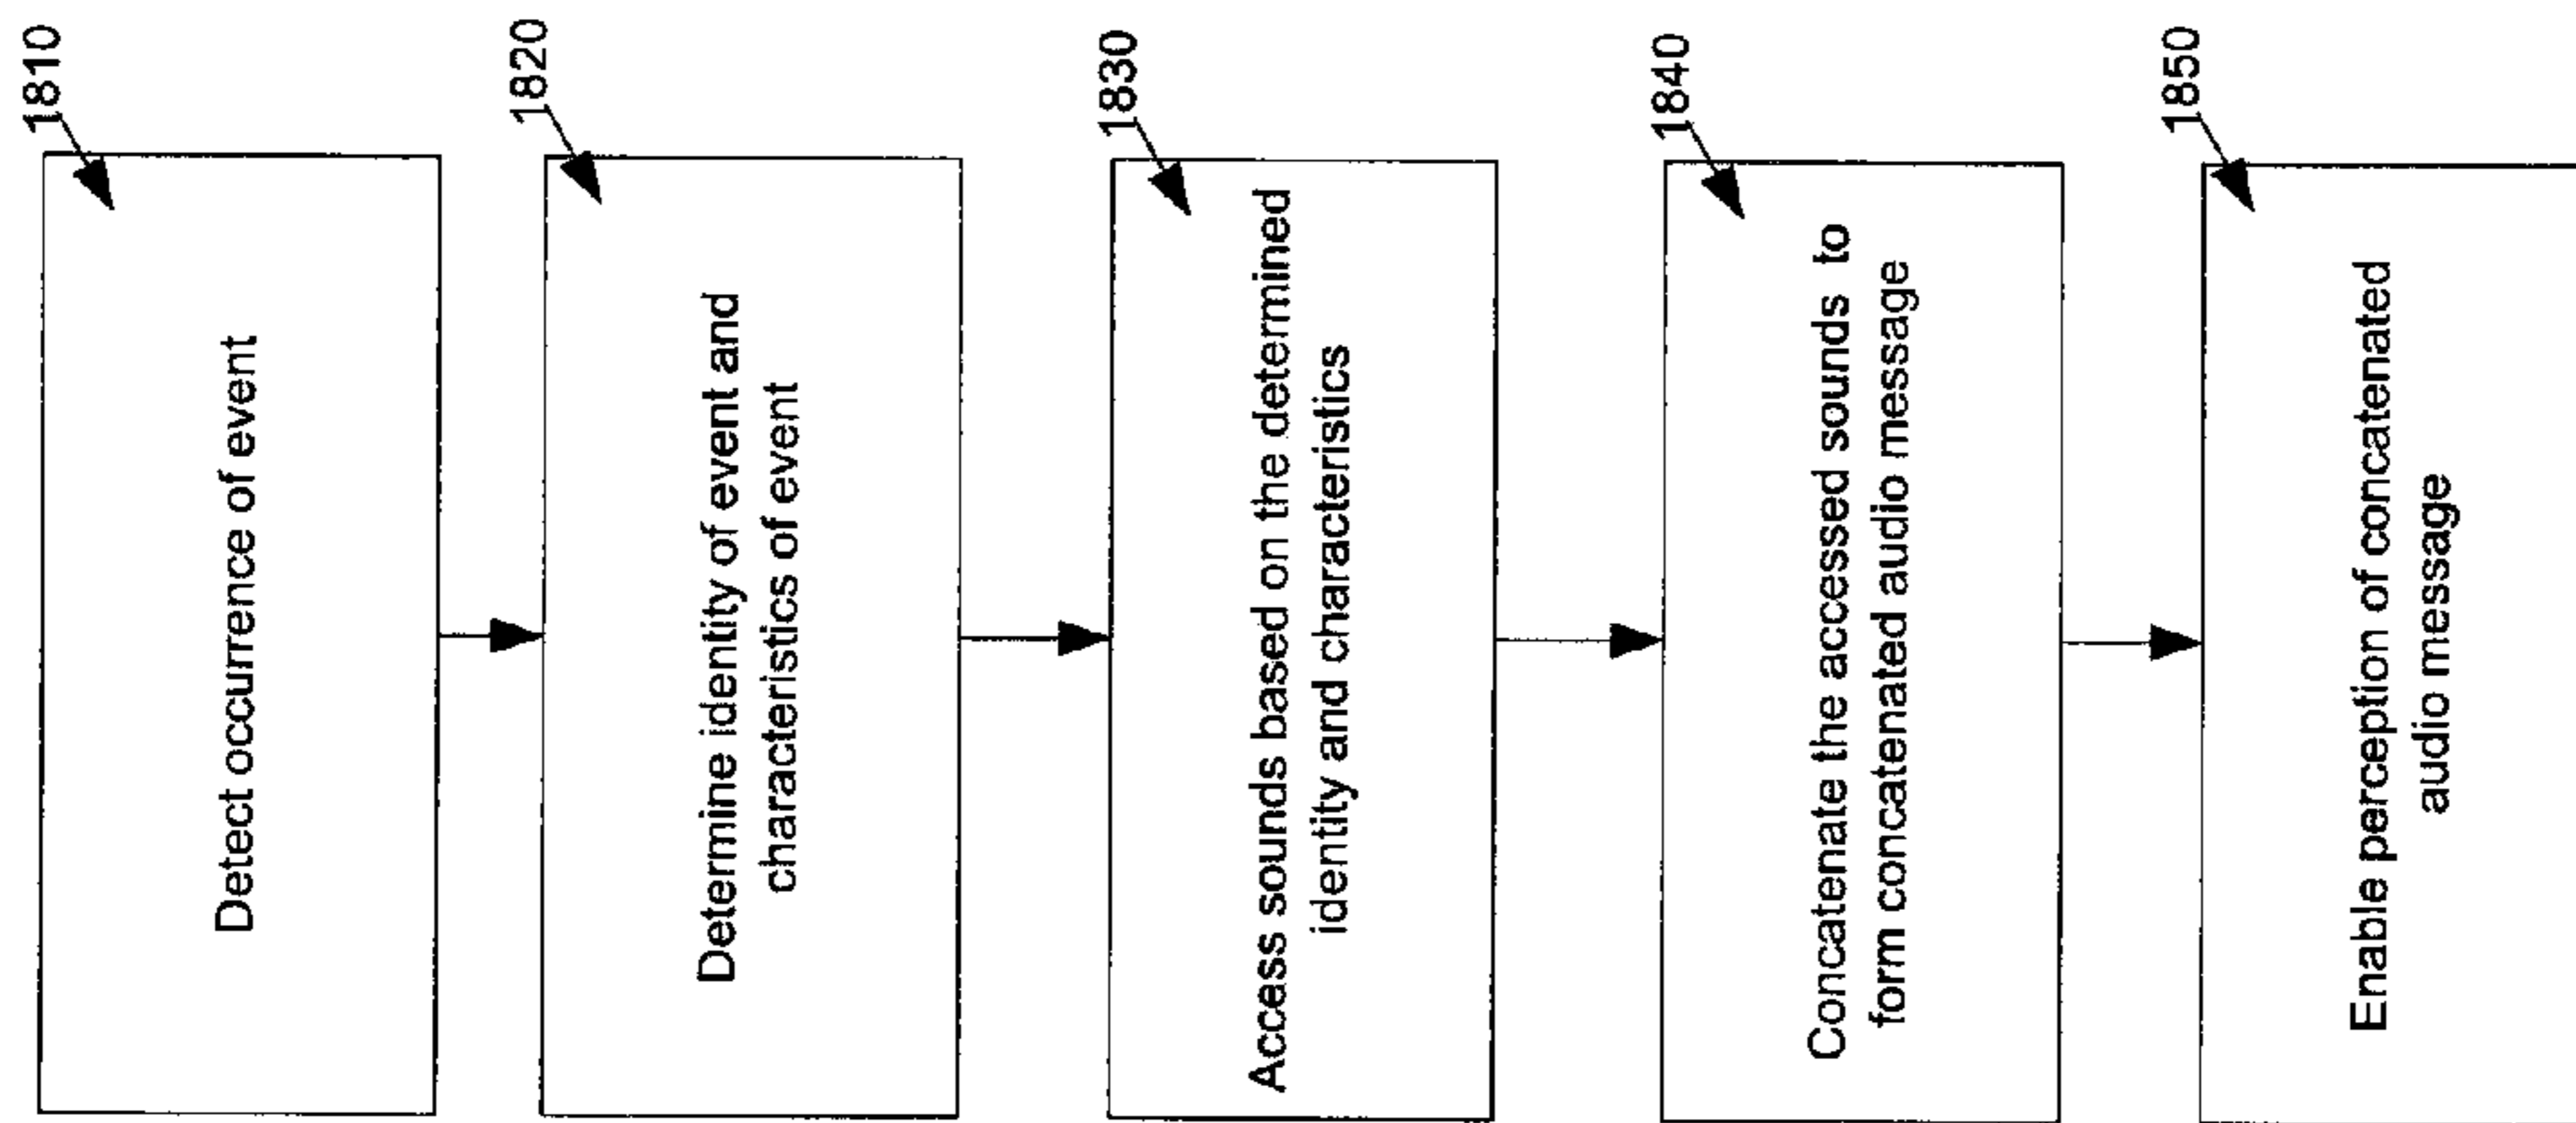 1810
Detect occurrence of event
1820
Determine identity of event and
characteristics of event
1830
Access sounds based on the determined
identity and characteristics
1840
Concatenate the accessed sounds to
form concatenated audio message
1850
Enable perception of concatenated
audio message